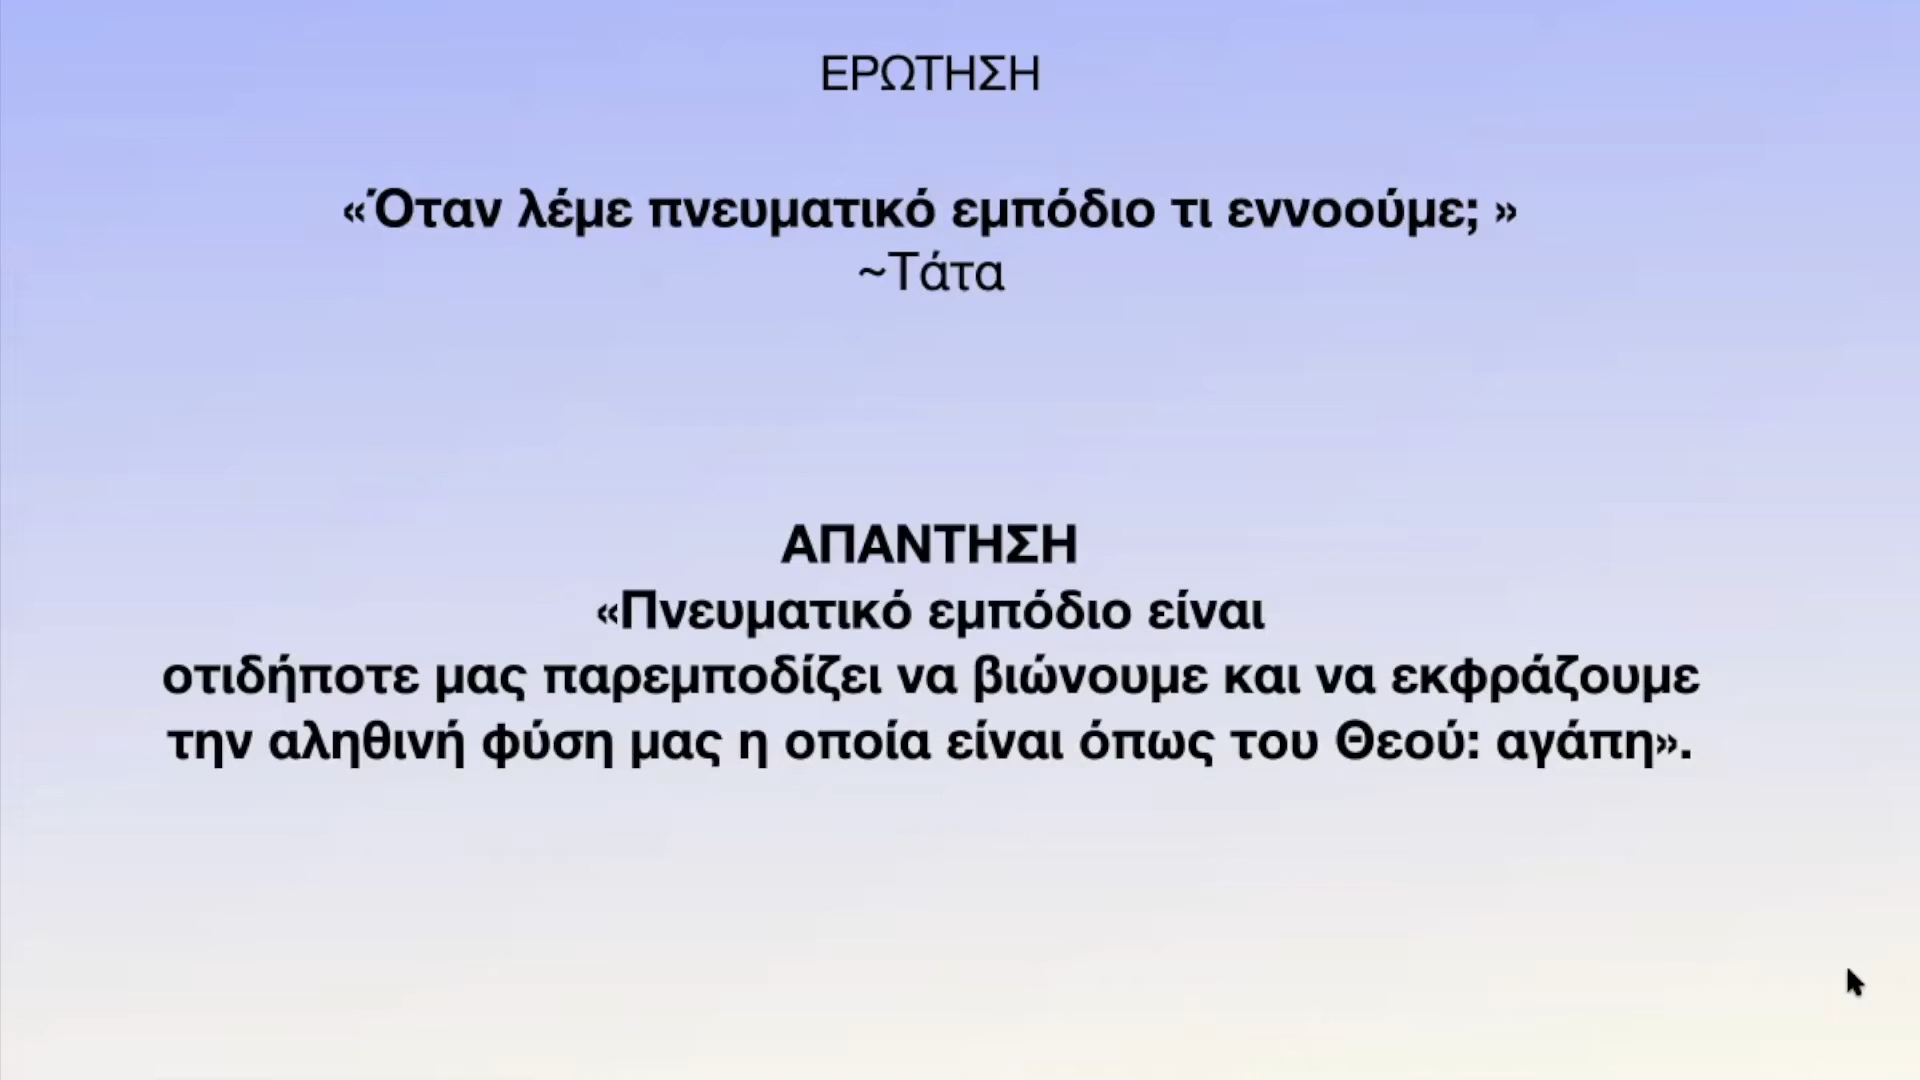 ΕΡΩΤΗΣΗ
«Όταν λέμε πνευματικό εμπόδιο τι εννοούμε; »
~Τάτα
ΑΠΑΝΤΗΣΗ
«Πνευματικό εμπόδιο είναι
οτιδήποτε μας παρεμποδίζει να βιώνουμε και να εκφράζουμε
την αληθινή φύση μας η οποία είναι όπως του Θεού: αγάπη».